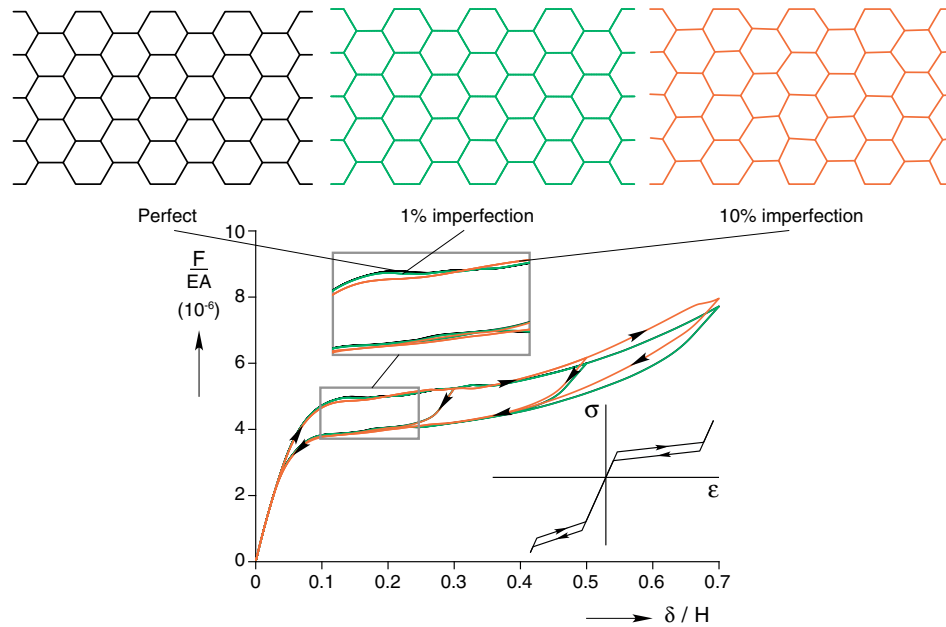 Perfect
1% imperfection
10% imperfection
F
EA
(10⁻⁶)
10
8
6
4
2
0
σ
ε
0
0.1
0.2
0.3
0.4
0.5
0.6
0.7
δ / H